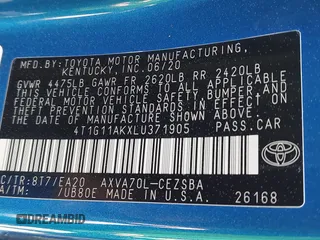 MFD. BY:TOYOTA MOTOR MANUFACTURING,
KENTUCKY, INC. 06/20
GVWR 4475LB GAWR FR 2620LB RR 2420LB
THIS VEHICLE CONFORMS TO ALL APPLICABLE
FEDERAL MOTOR VEHICLE SAFETY, BUMPER, AND
THEFT PREVENTION STANDARDS IN EFFECT ON
THE DATE OF MANUFACTURE SHOWN ABOVE.
4T1G11AKXLU371905 PASS.CAR
C/TR:8T7/EA20 AXVA70L-CEZSBA
A/TM: /UB80E MADE IN U.S.A. 26168
TOYOTA
DREAMBID